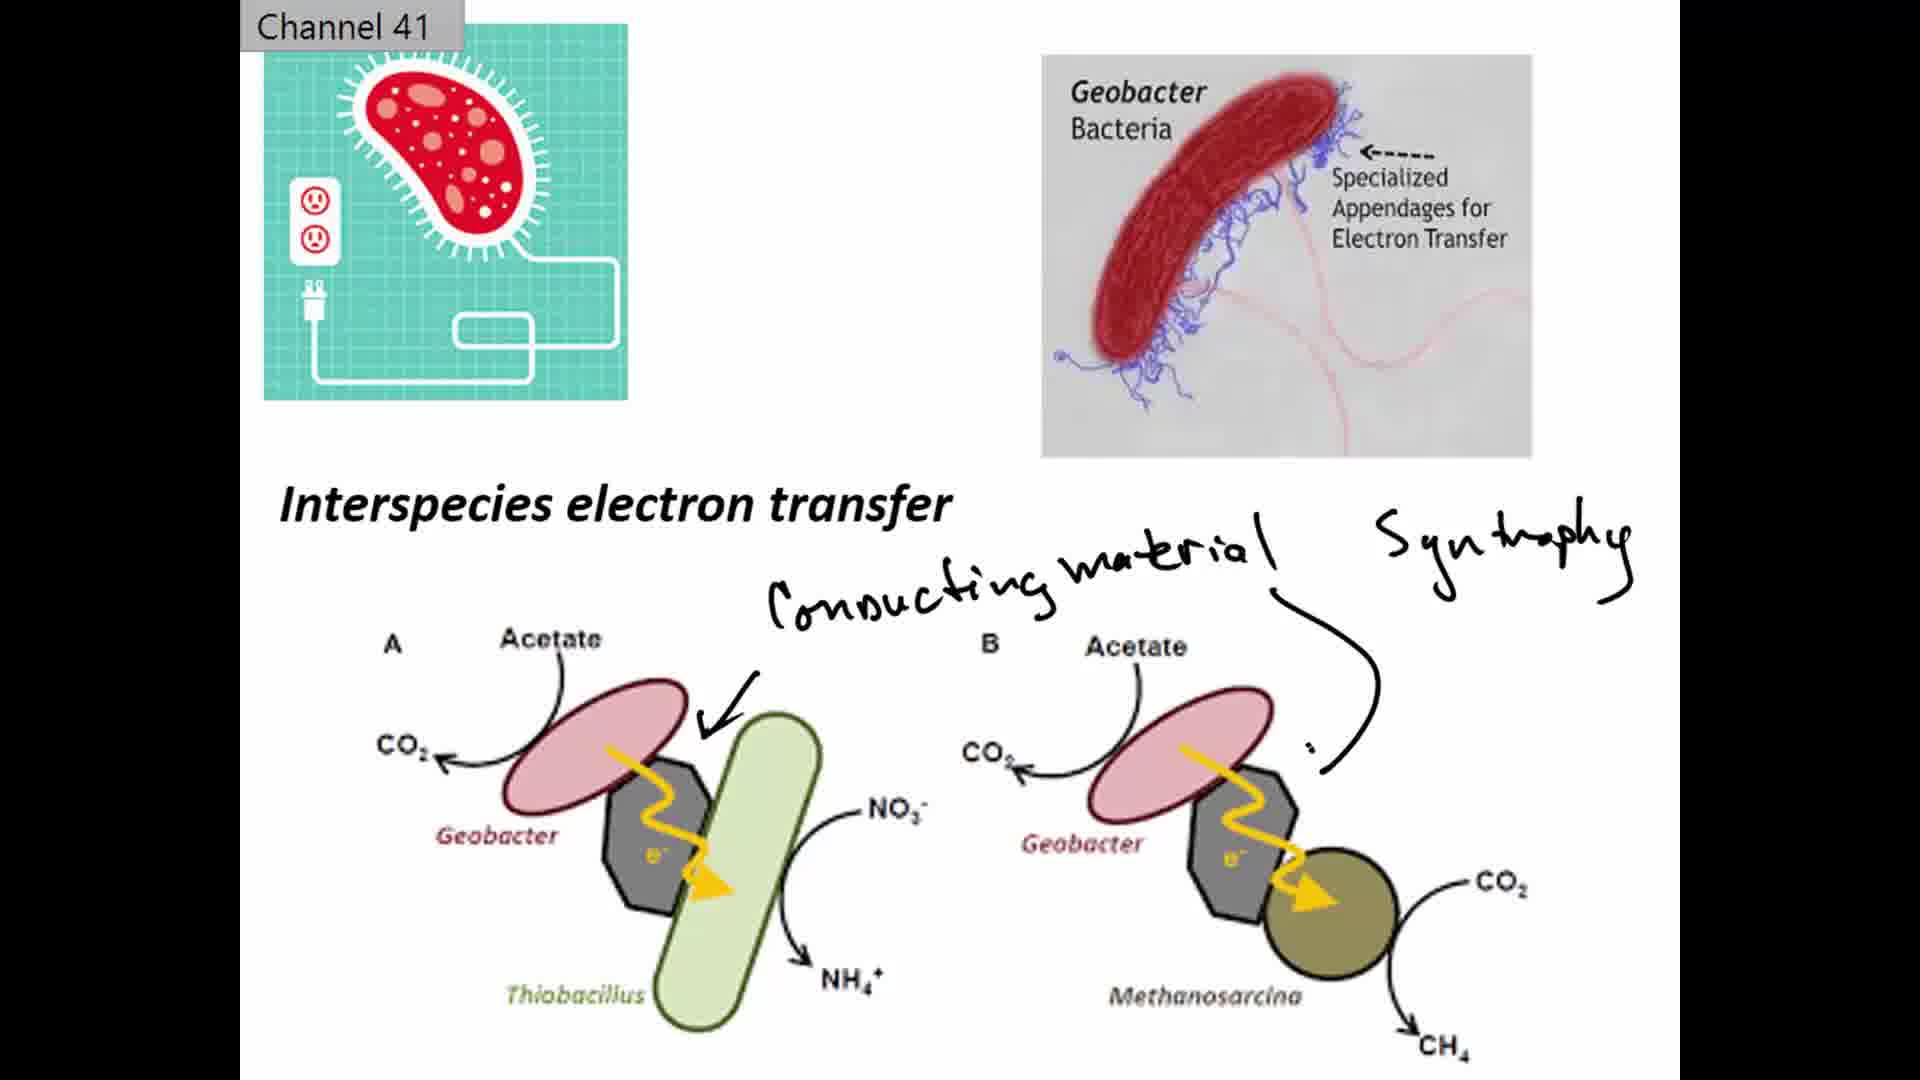 Channel 41
Geobacter
Bacteria
Specialized
Appendages for
Electron Transfer
Interspecies electron transfer
Conducting material
Syntrophy
A
Acetate
CO₂
Geobacter
e⁻
NO₃⁻
Thiobacillus
NH₄⁺
B
Acetate
CO₂
Geobacter
e⁻
CO₂
Methanosarcina
CH₄